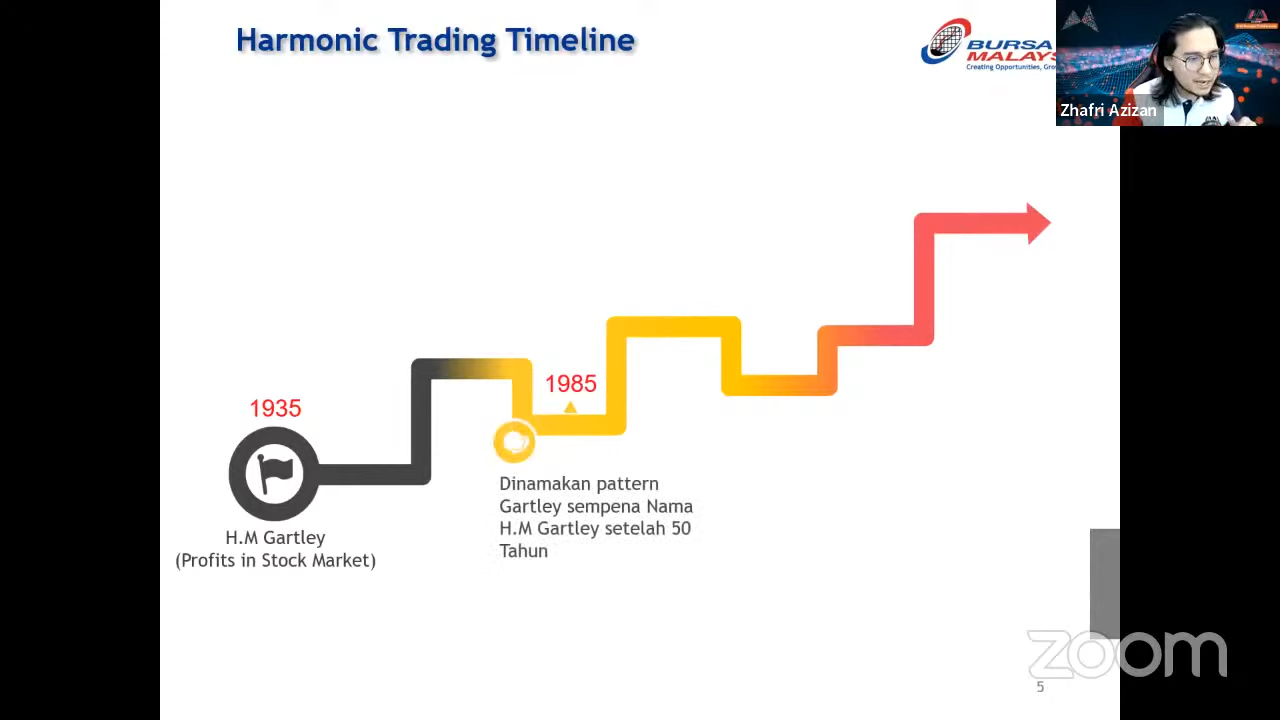 Harmonic Trading Timeline
BURSA
MALAYS
Creating Opportunities, Grow
Zhafri Azizan
1985
1935
Dinamakan pattern
Gartley sempena Nama
H.M Gartley setelah 50
Tahun
H.M Gartley
(Profits in Stock Market)
zoom
5